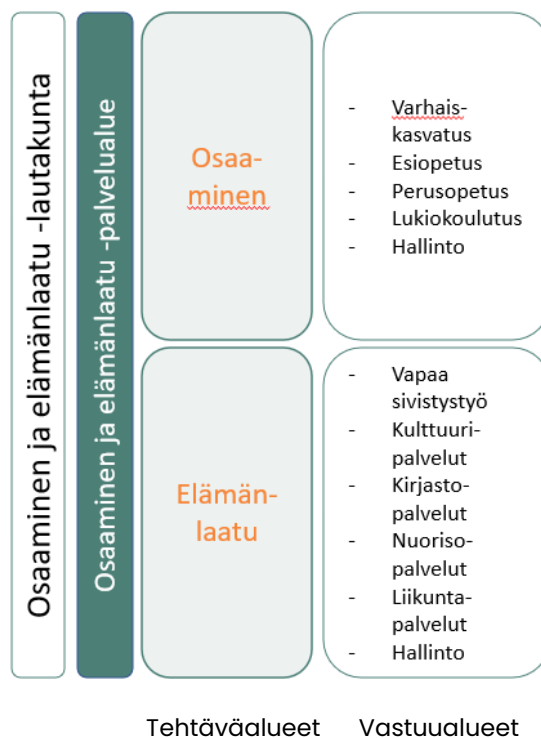 Osaaminen ja elämänlaatu -lautakunta
Osaaminen ja elämänlaatu -palvelualue
Osaa-
minen
- Varhais-
kasvatus
- Esiopetus
- Perusopetus
- Lukiokoulutus
- Hallinto
Elämän-
laatu
- Vapaa
sivistystyö
- Kulttuuri-
palvelut
- Kirjasto-
palvelut
- Nuoriso-
palvelut
- Liikunta-
palvelut
- Hallinto
Tehtäväalueet
Vastuualueet